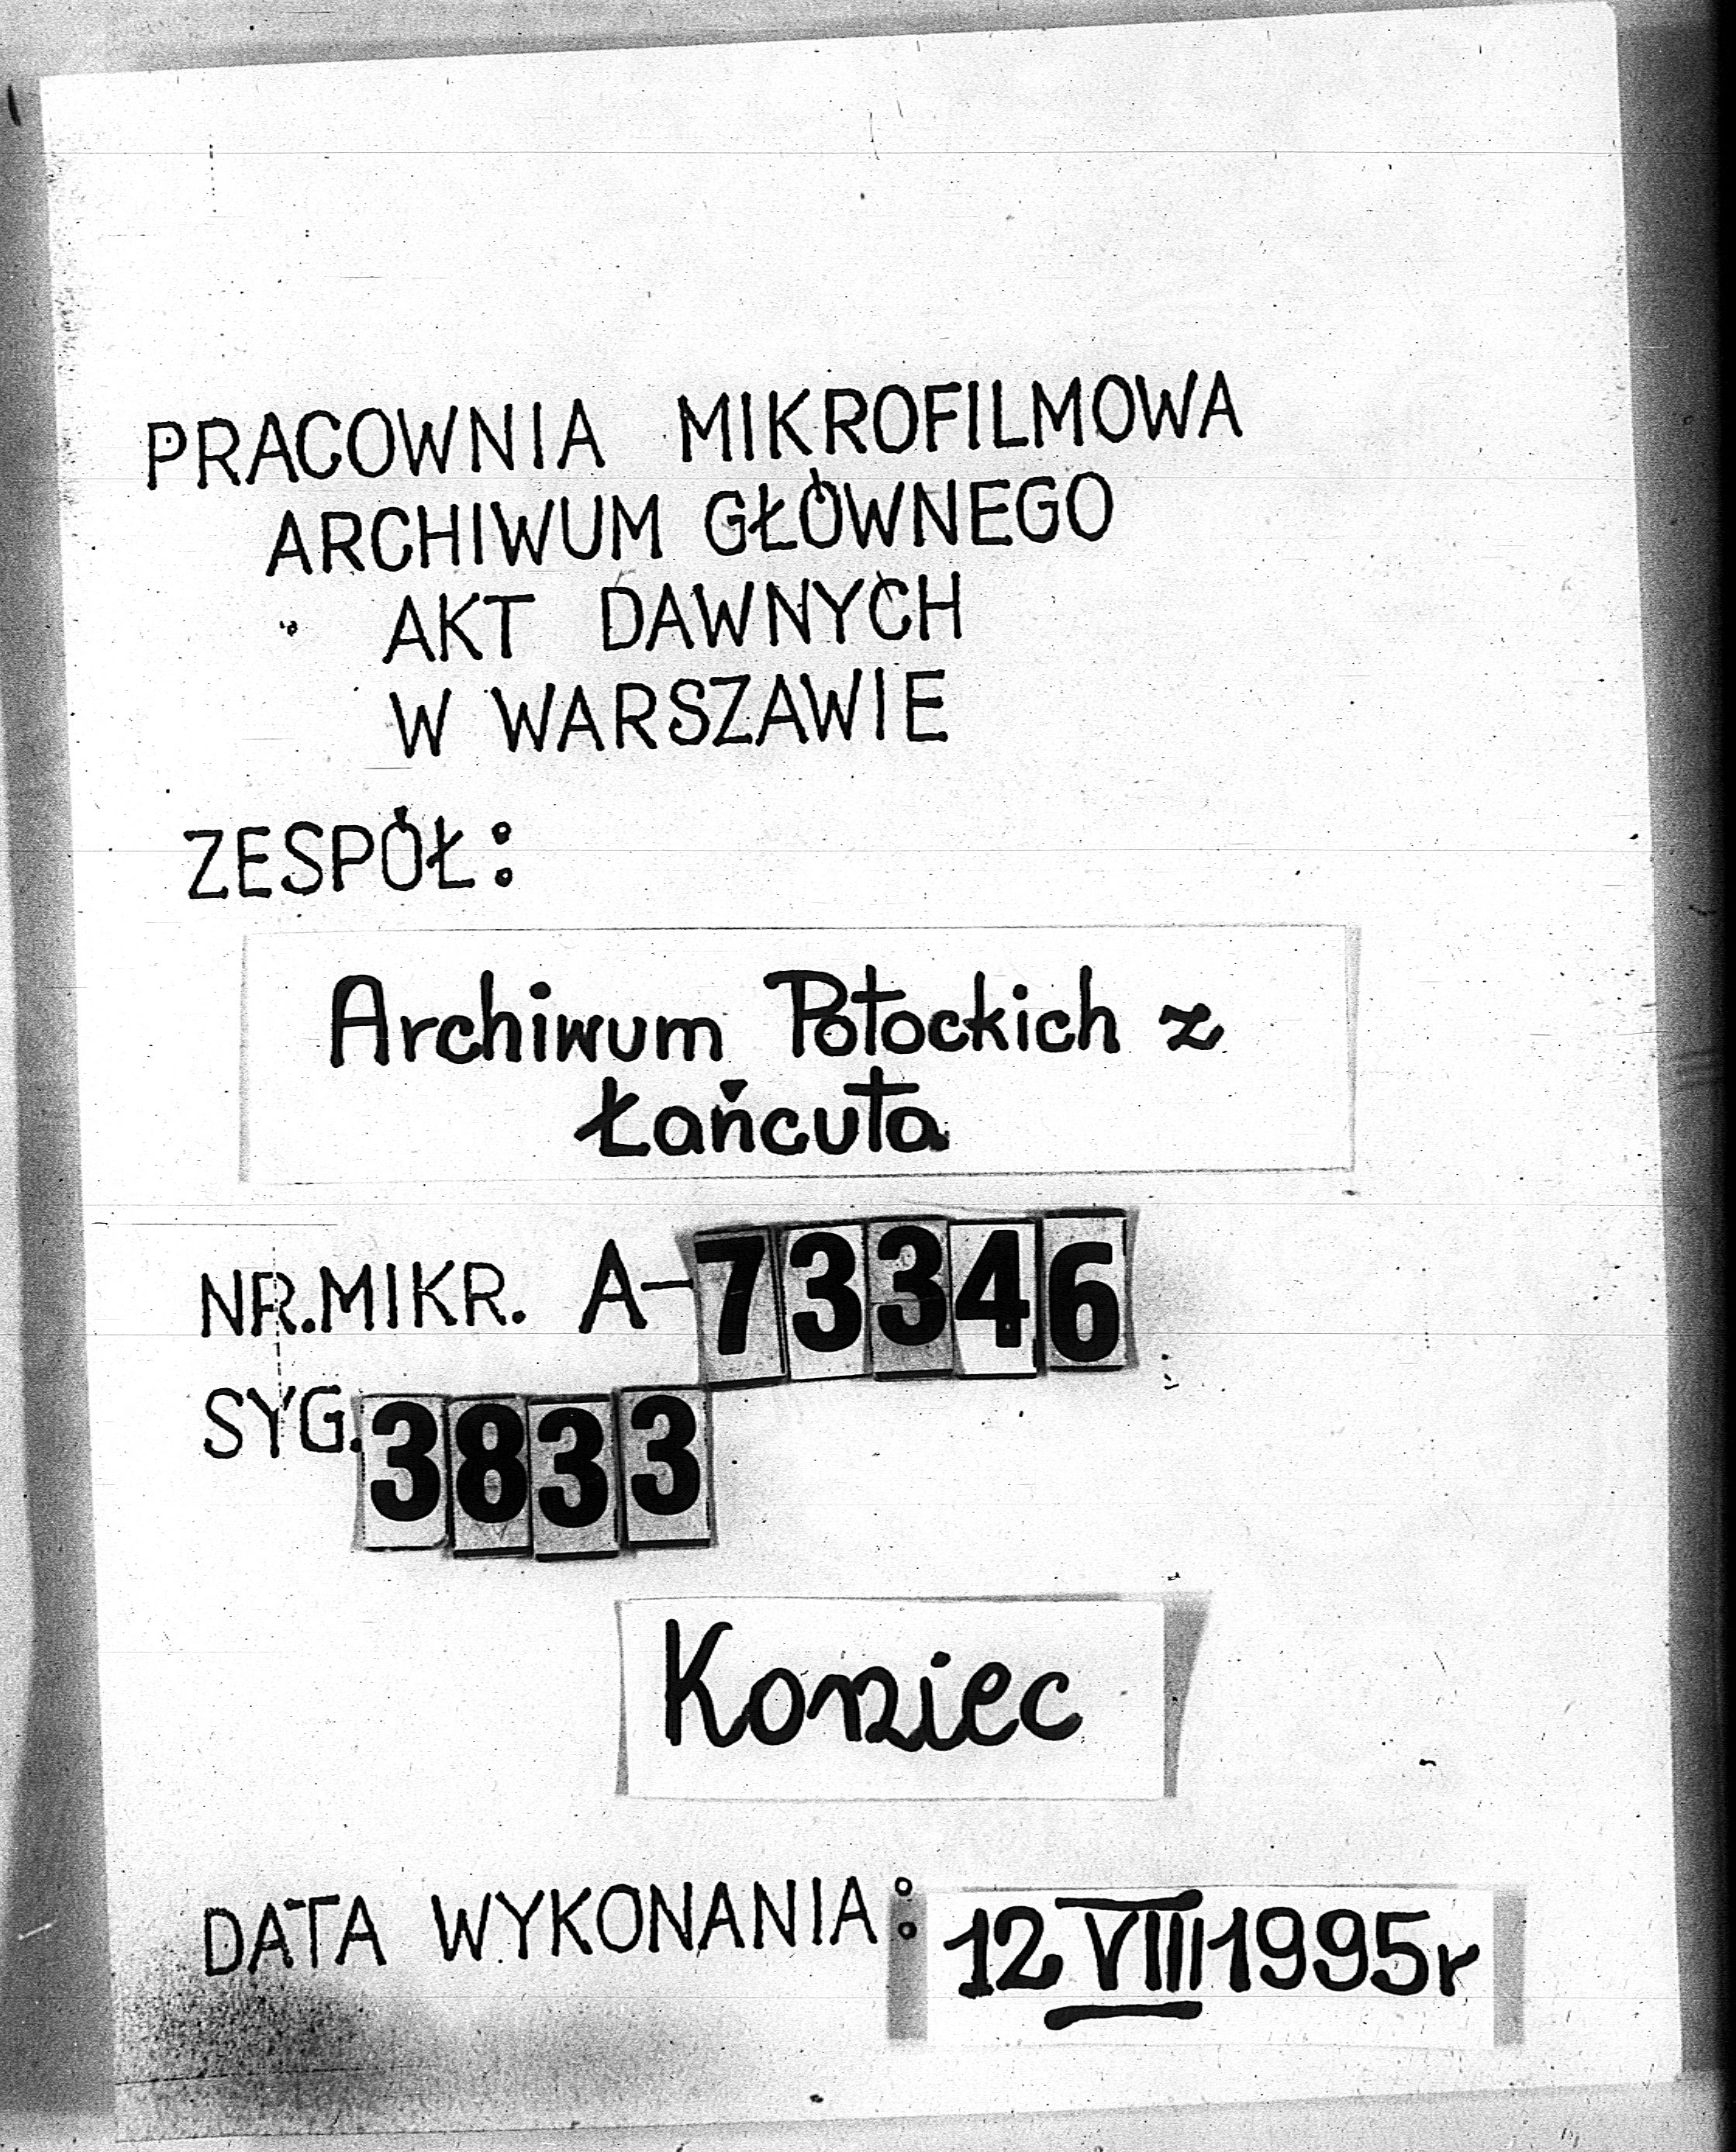 PRACOWNIA MIKROFILMOWA
ARCHIWUM GŁÓWNEGO
AKT DAWNYCH
W WARSZAWIE
ZESPÓŁ:
Archiwum Potockich z
Łańcuta
NR.MIKR. A-73346
SYG.3833
Koniec
DATA WYKONANIA: 12 VIII 1995r